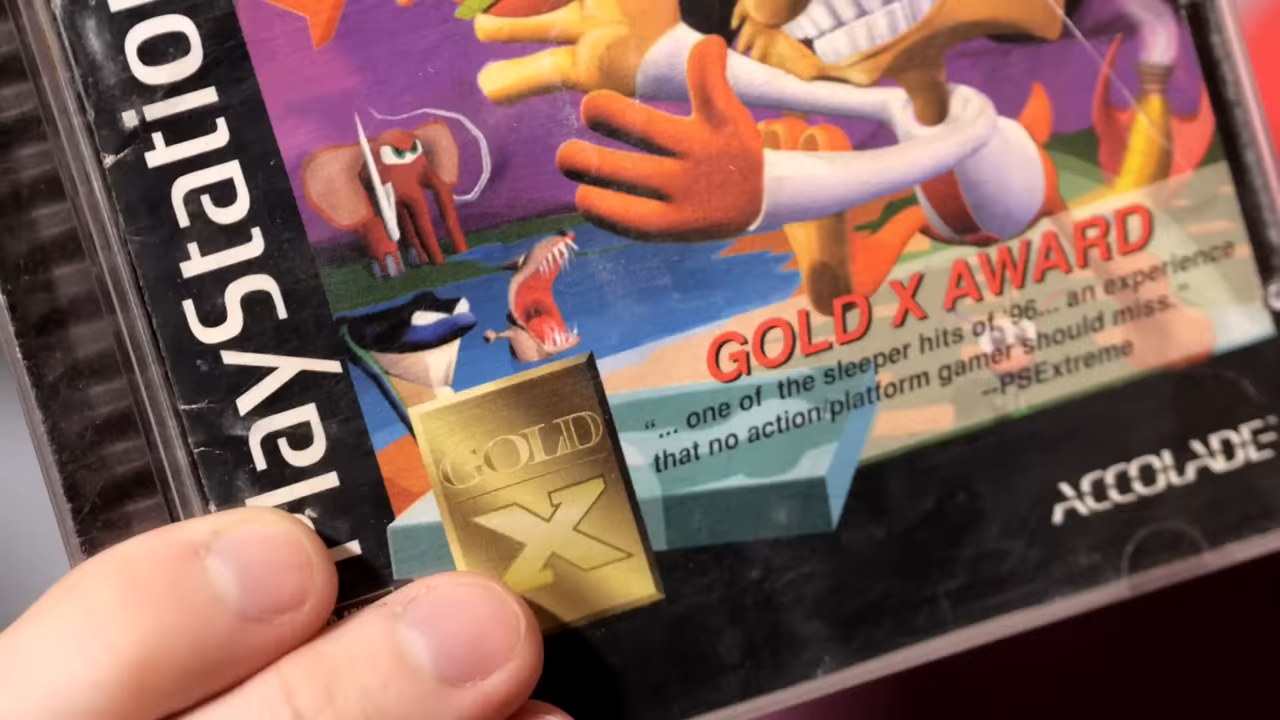 PlayStation
GOLD X AWARD
"... one of the sleeper hits of '96... an experience
that no action/platform gamer should miss."
--PSExtreme
GOLD
X
ACCOLADE